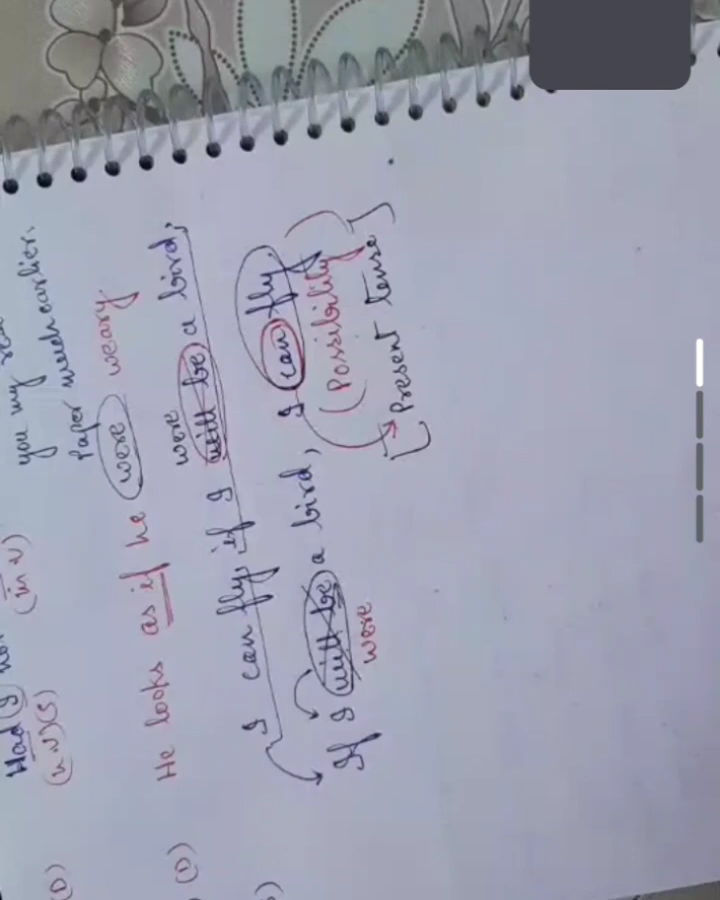 Had I
(h v) (S) (in v)
you my
Paper much earlier.
(D)
He looks as if he were weary
(1)
were
I can fly, if I will be a bird,
If I will be a bird, I can fly
were
(Possibility)
[Present tense]